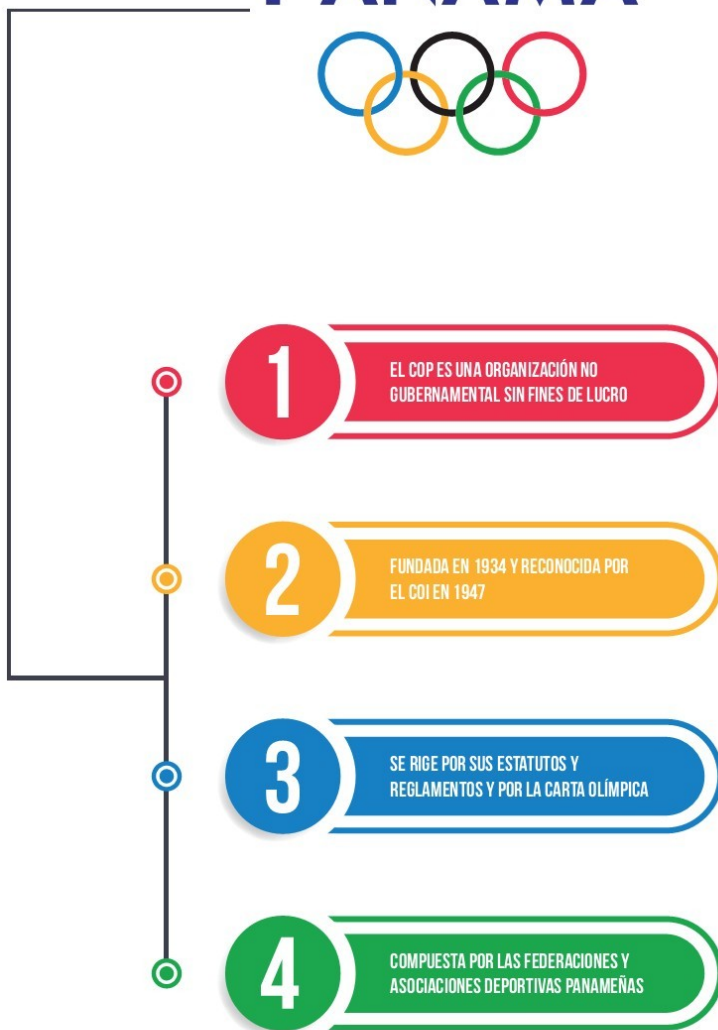 PANAMÁ
1
EL COP ES UNA ORGANIZACIÓN NO
GUBERNAMENTAL SIN FINES DE LUCRO
2
FUNDADA EN 1934 Y RECONOCIDA POR
EL COI EN 1947
3
SE RIGE POR SUS ESTATUTOS Y
REGLAMENTOS Y POR LA CARTA OLÍMPICA
4
COMPUESTA POR LAS FEDERACIONES Y
ASOCIACIONES DEPORTIVAS PANAMEÑAS